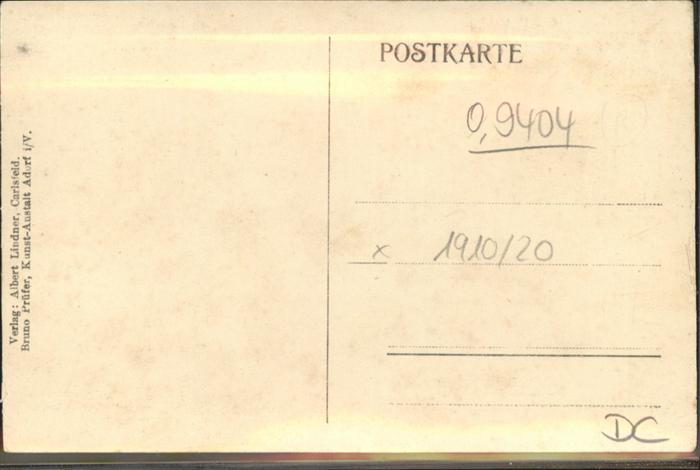 Verlag: Albert Lindner, Carlsfeld.
Bruno Prüfer, Kunst-Anstalt Adorf i/V.
POSTKARTE
0,9404
x 1910/20
DC